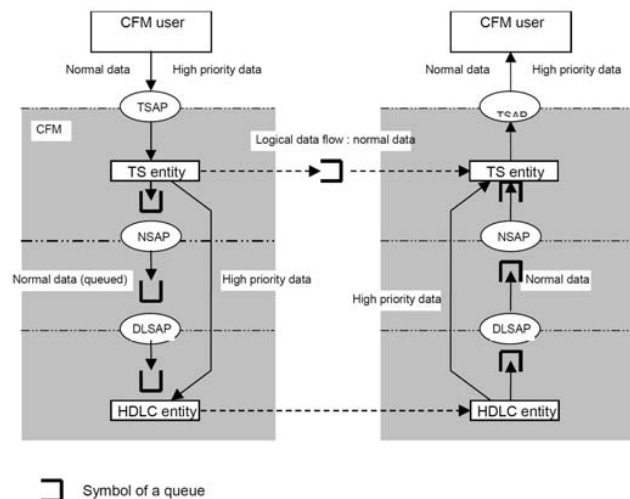 CFM user
CFM user
Normal data
High priority data
Normal data
High priority data
TSAP
CFM
Logical data flow : normal data
TS entity
TS entity
NSAP
NSAP
Normal data (queued)
High priority data
Normal data
High priority data
DLSAP
DLSAP
HDLC entity
HDLC entity
Symbol of a queue